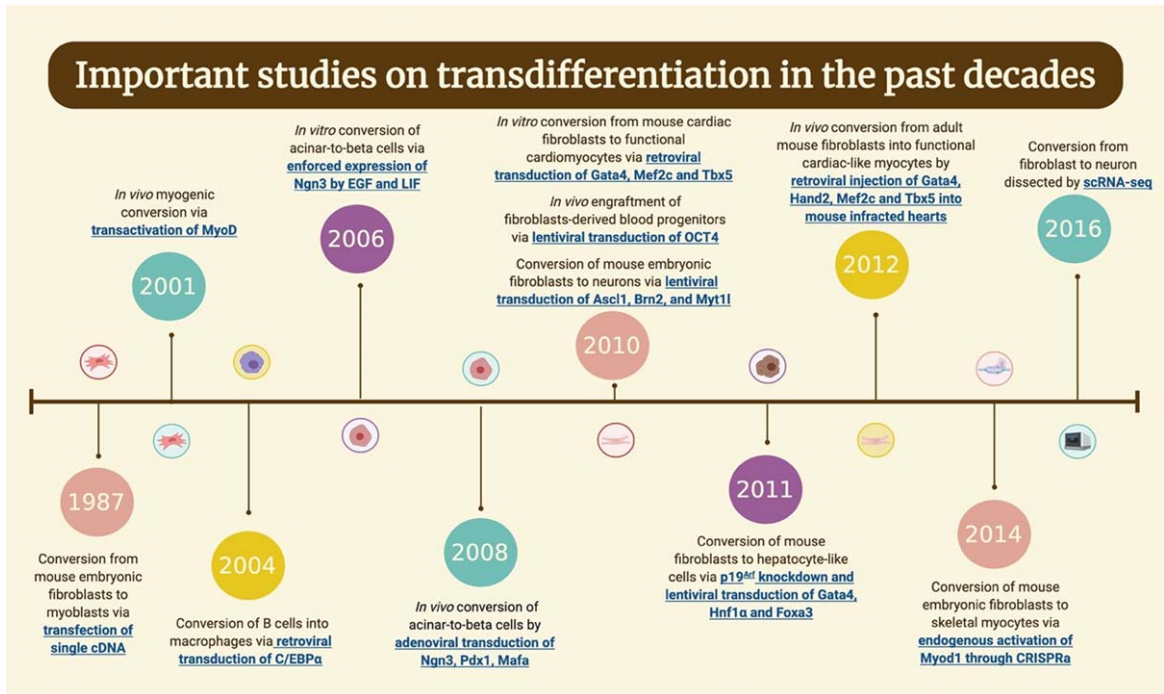 Important studies on transdifferentiation in the past decades
In vivo myogenic
conversion via
transactivation of MyoD
2001
In vitro conversion of
acinar-to-beta cells via
enforced expression of
Ngn3 by EGF and LIF
2006
In vitro conversion from mouse cardiac
fibroblasts to functional
cardiomyocytes via retroviral
transduction of Gata4, Mef2c and Tbx5
In vivo engraftment of
fibroblasts-derived blood progenitors
via lentiviral transduction of OCT4
Conversion of mouse embryonic
fibroblasts to neurons via lentiviral
transduction of Ascl1, Brn2, and Myt1l
2010
In vivo conversion from adult
mouse fibroblasts into functional
cardiac-like myocytes by
retroviral injection of Gata4,
Hand2, Mef2c and Tbx5 into
mouse infracted hearts
2012
Conversion from
fibroblast to neuron
dissected by scRNA-seq
2016
1987
Conversion from
mouse embryonic
fibroblasts to
myoblasts via
transfection of
single cDNA
2004
Conversion of B cells into
macrophages via retroviral
transduction of C/EBPα
2008
In vivo conversion of
acinar-to-beta cells by
adenoviral transduction of
Ngn3, Pdx1, Mafa
2011
Conversion of mouse
fibroblasts to hepatocyte-like
cells via p19Arf knockdown and
lentiviral transduction of Gata4,
Hnf1α and Foxa3
2014
Conversion of mouse
embryonic fibroblasts to
skeletal myocytes via
endogenous activation of
Myod1 through CRISPRa